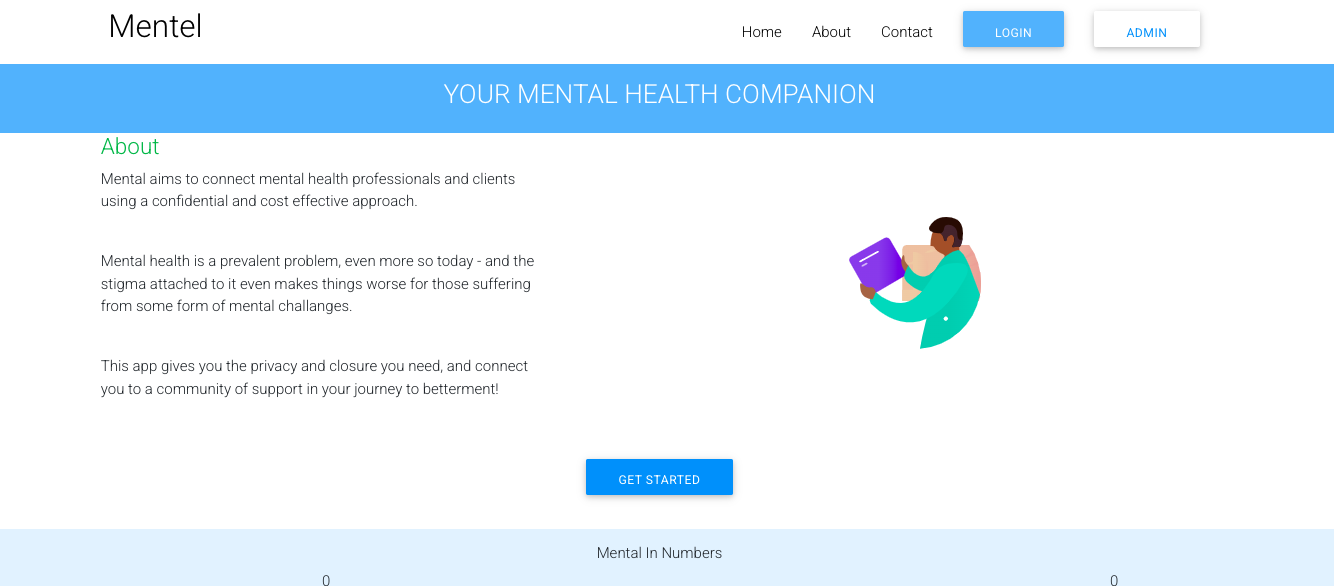 Mentel
Home About Contact LOGIN ADMIN
YOUR MENTAL HEALTH COMPANION
About
Mental aims to connect mental health professionals and clients
using a confidential and cost effective approach.
Mental health is a prevalent problem, even more so today - and the
stigma attached to it even makes things worse for those suffering
from some form of mental challanges.
This app gives you the privacy and closure you need, and connect
you to a community of support in your journey to betterment!
GET STARTED
Mental In Numbers
0 0